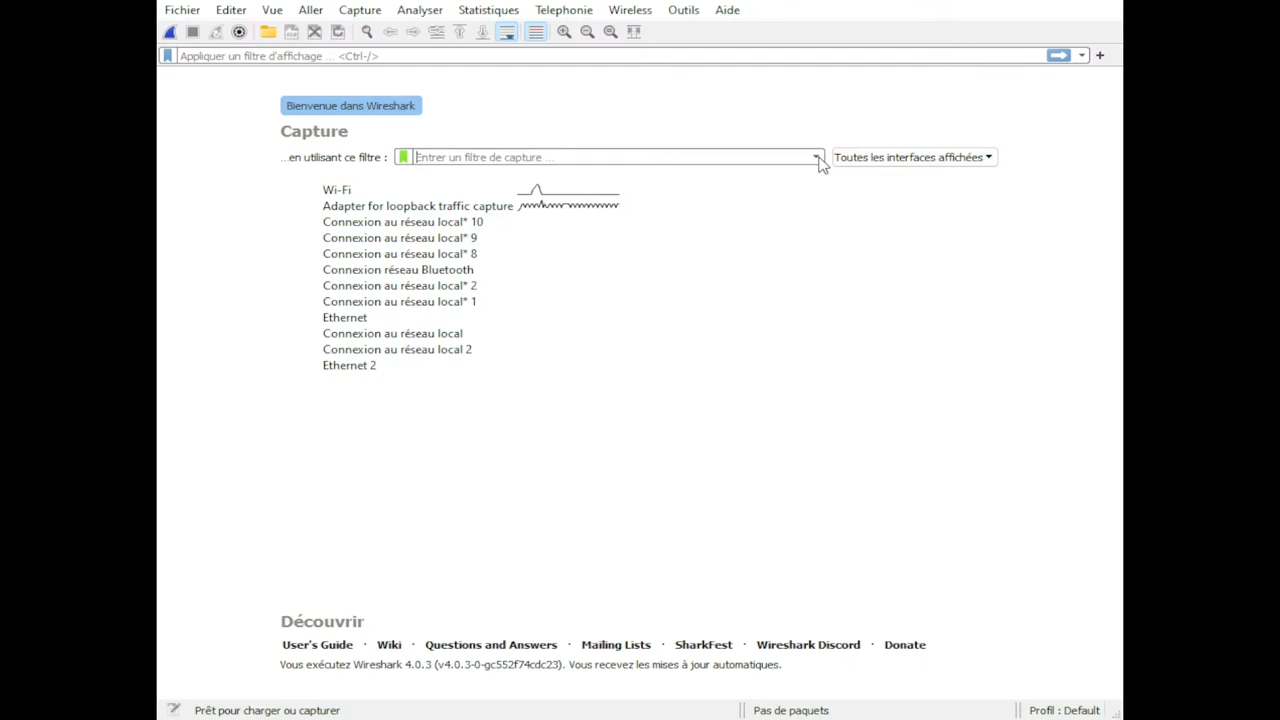 Fichier Editer Vue Aller Capture Analyser Statistiques Telephonie Wireless Outils Aide
Appliquer un filtre d'affichage ... <Ctrl-/>
Bienvenue dans Wireshark
Capture
...en utilisant ce filtre : Entrer un filtre de capture ... Toutes les interfaces affichées
Wi-Fi
Adapter for loopback traffic capture
Connexion au réseau local* 10
Connexion au réseau local* 9
Connexion au réseau local* 8
Connexion réseau Bluetooth
Connexion au réseau local* 2
Connexion au réseau local* 1
Ethernet
Connexion au réseau local
Connexion au réseau local 2
Ethernet 2
Découvrir
User's Guide · Wiki · Questions and Answers · Mailing Lists · SharkFest · Wireshark Discord · Donate
Vous exécutez Wireshark 4.0.3 (v4.0.3-0-gc552f74cdc23). Vous recevez les mises à jour automatiques.
Prêt pour charger ou capturer Pas de paquets Profil : Default